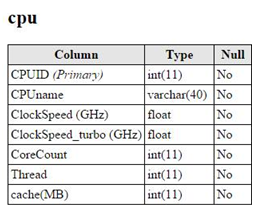 cpu
Column Type Null
CPUID (Primary) int(11) No
CPUname varchar(40) No
ClockSpeed (GHz) float No
ClockSpeed_turbo (GHz) float No
CoreCount int(11) No
Thread int(11) No
cache(MB) int(11) No